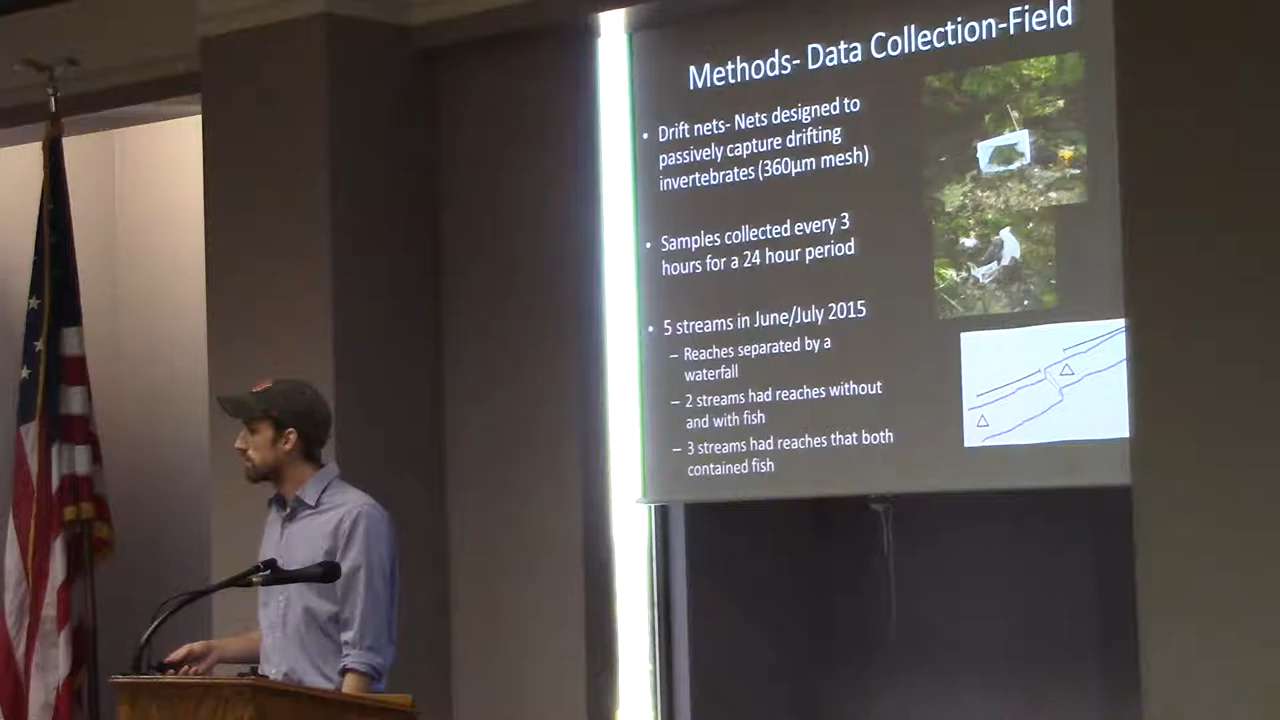 Methods- Data Collection-Field
• Drift nets- Nets designed to
passively capture drifting
invertebrates (360µm mesh)
• Samples collected every 3
hours for a 24 hour period
• 5 streams in June/July 2015
– Reaches separated by a
waterfall
– 2 streams had reaches without
and with fish
– 3 streams had reaches that both
contained fish